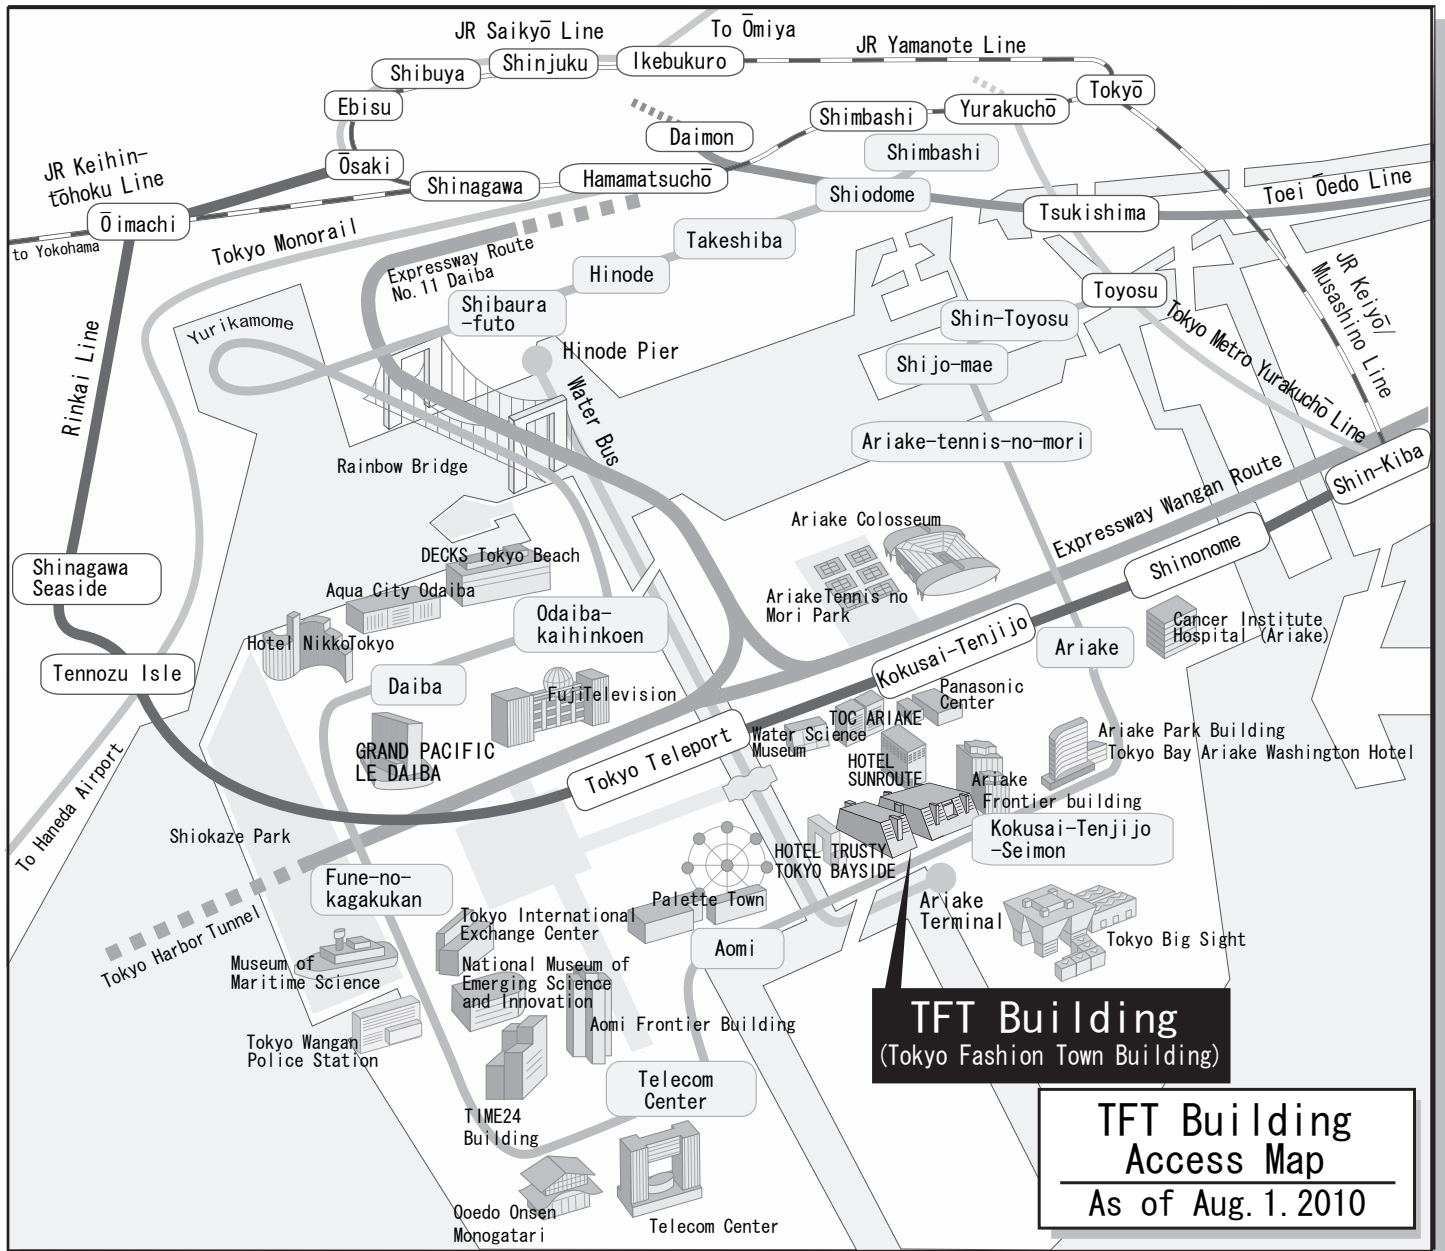 JR Saikyō Line
To Ōmiya
JR Yamanote Line
Shibuya
Shinjuku
Ikebukuro
Ebisu
Tokyō
Yurakuchō
Shimbashi
Daimon
Shimbashi
JR Keihin-
tōhoku Line
Ōsaki
Shinagawa
Hamamatsuchō
Shiodome
Toei Ōedo Line
Tsukishima
Ōimachi
to Yokohama
Tokyo Monorail
Takeshiba
Expressway Route
No.11 Daiba
Hinode
Shibaura
-futo
Toyosu
JR Keiyō/
Musashino Line
Yurikamome
Shin-Toyosu
Tokyo Metro Yurakuchō Line
Rinkai Line
Hinode Pier
Shijo-mae
Water Bus
Rainbow Bridge
Ariake-tennis-no-mori
Shin-Kiba
Expressway Wangan Route
Ariake Colosseum
Shinagawa
Seaside
DECKS Tokyo Beach
Aqua City Odaiba
Shinonome
AriakeTennis no
Mori Park
Odaiba-
kaihinkoen
Hotel NikkoTokyo
Cancer Institute
Hospital (Ariake)
Kokusai-Tenjijo
Ariake
Tennozu Isle
Daiba
FujiTelevision
Panasonic
Center
TOC ARIAKE
Water Science
Museum
Ariake Park Building
Tokyo Bay Ariake Washington Hotel
GRAND PACIFIC
LE DAIBA
Tokyo Teleport
HOTEL
SUNROUTE
Ariake
Frontier building
To Haneda Airport
Shiokaze Park
Kokusai-Tenjijo
-Seimon
HOTEL TRUSTY
TOKYO BAYSIDE
Fune-no-
kagakukan
Palette Town
Ariake
Terminal
Tokyo Harbor Tunnel
Tokyo International
Exchange Center
Aomi
Tokyo Big Sight
Museum of
Maritime Science
National Museum of
Emerging Science
and Innovation
Aomi Frontier Building
Tokyo Wangan
Police Station
TFT Building
(Tokyo Fashion Town Building)
Telecom
Center
TIME24
Building
Ooedo Onsen
Monogatari
Telecom Center
TFT Building
Access Map
As of Aug.1.2010